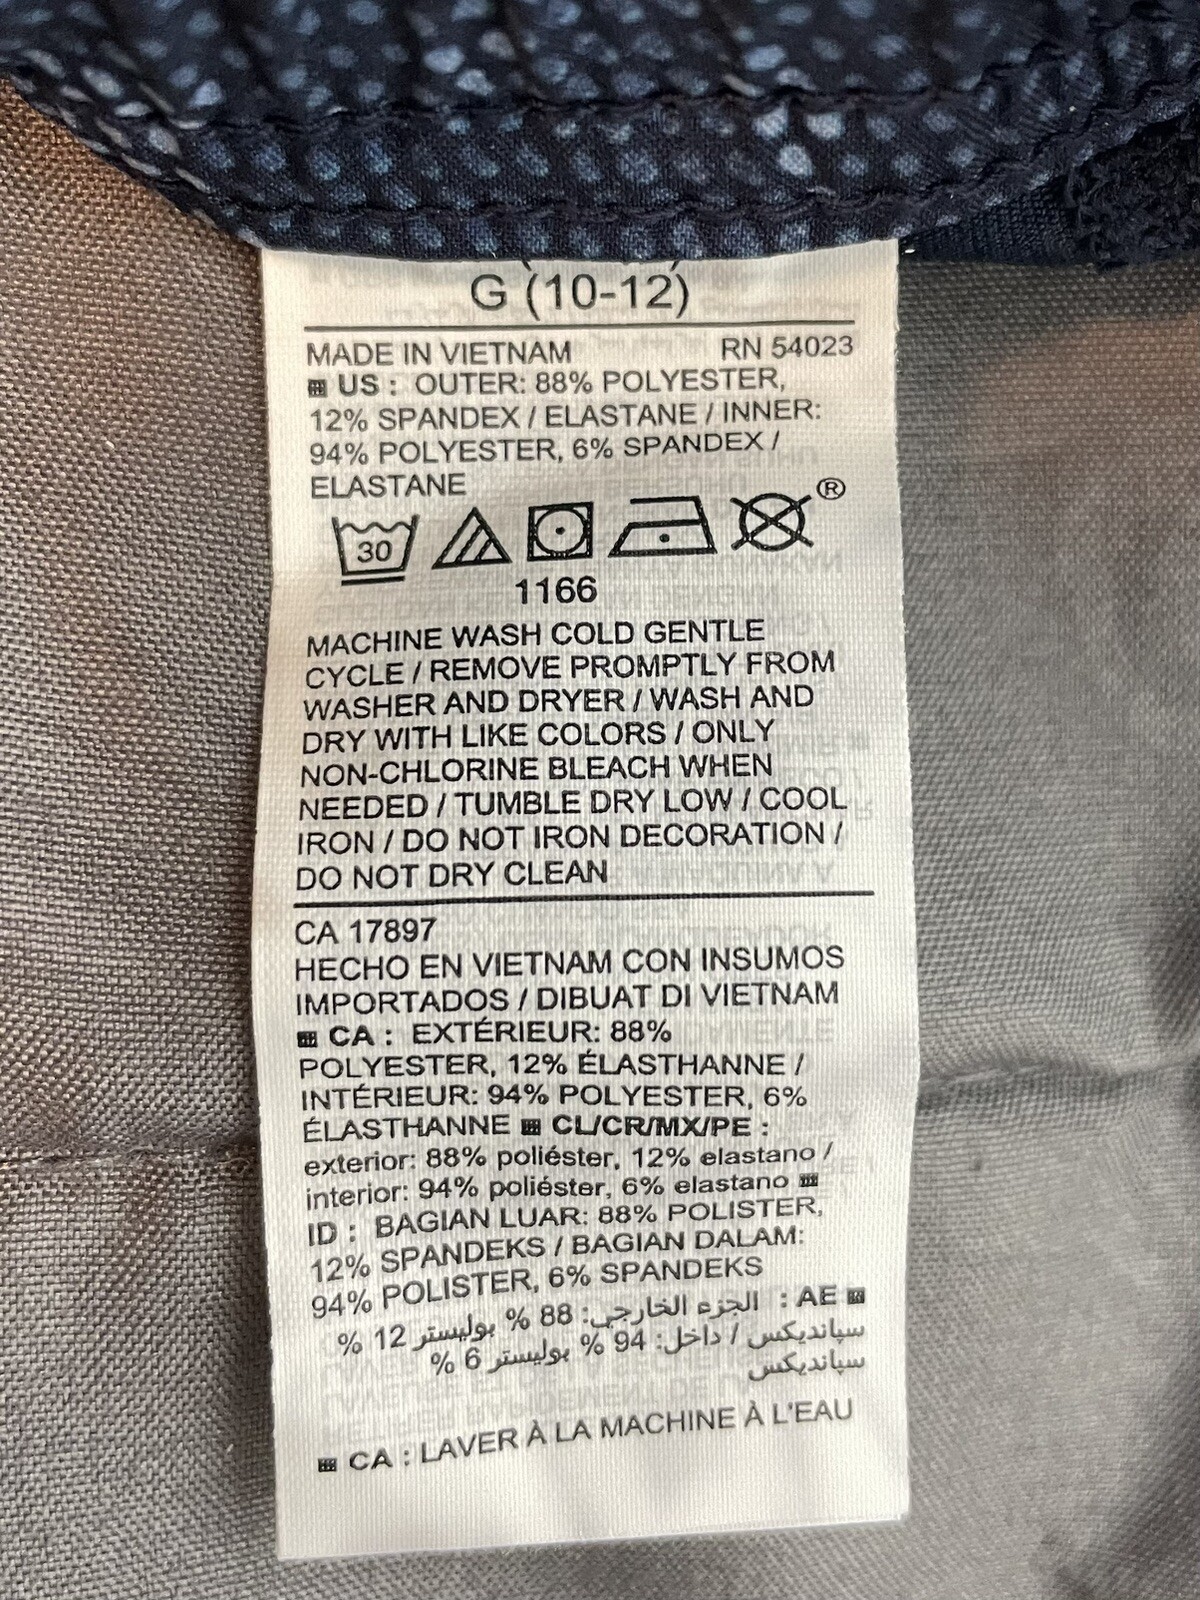 G (10-12)
MADE IN VIETNAM RN 54023
US : OUTER: 88% POLYESTER,
12% SPANDEX / ELASTANE / INNER:
94% POLYESTER, 6% SPANDEX /
ELASTANE
30 ®
1166
MACHINE WASH COLD GENTLE
CYCLE / REMOVE PROMPTLY FROM
WASHER AND DRYER / WASH AND
DRY WITH LIKE COLORS / ONLY
NON-CHLORINE BLEACH WHEN
NEEDED / TUMBLE DRY LOW / COOL
IRON / DO NOT IRON DECORATION /
DO NOT DRY CLEAN
CA 17897
HECHO EN VIETNAM CON INSUMOS
IMPORTADOS / DIBUAT DI VIETNAM
CA : EXTÉRIEUR: 88%
POLYESTER, 12% ÉLASTHANNE /
INTÉRIEUR: 94% POLYESTER, 6%
ÉLASTHANNE CL/CR/MX/PE :
exterior: 88% poliéster, 12% elastano /
interior: 94% poliéster, 6% elastano
ID : BAGIAN LUAR: 88% POLISTER,
12% SPANDEKS / BAGIAN DALAM:
94% POLISTER, 6% SPANDEKS
AE : الجزء الخارجي: 88 % بوليستر 12 %
سبانديكس / داخل: 94 % بوليستر 6 %
سبانديكس
CA : LAVER À LA MACHINE À L'EAU